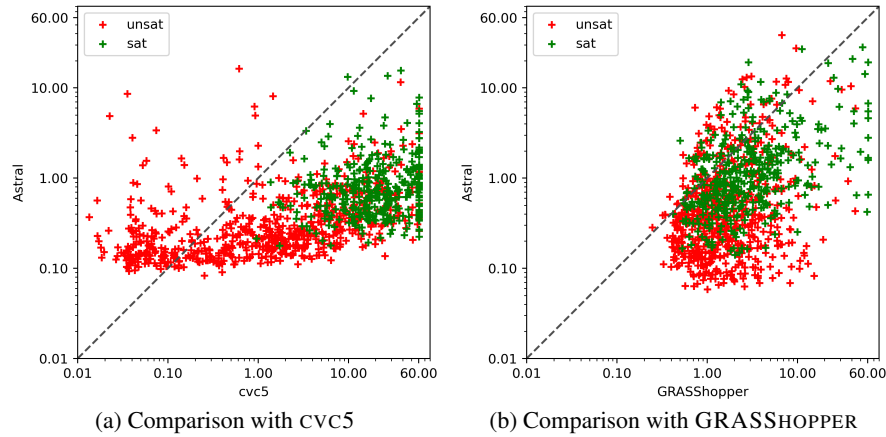 60.00
10.00
1.00
0.10
0.01
Astral
unsat
sat
0.01 0.10 1.00 10.00 60.00
cvc5
(a) Comparison with CVC5
60.00
10.00
1.00
0.10
0.01
Astral
unsat
sat
0.01 0.10 1.00 10.00 60.00
GRASShopper
(b) Comparison with GRASSHOPPER